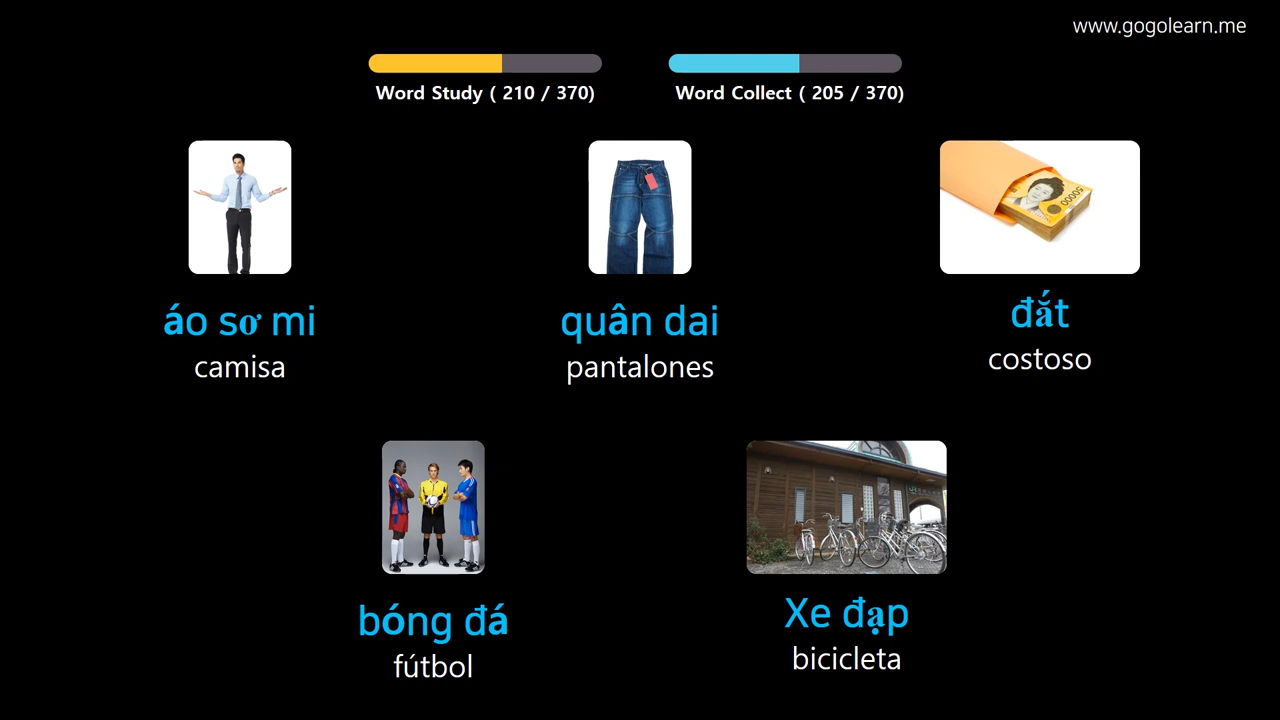 www.gogolearn.me
Word Study ( 210 / 370)
Word Collect ( 205 / 370)
50000
áo sơ mi
camisa
quân dai
pantalones
đắt
costoso
bóng đá
fútbol
Xe đạp
bicicleta